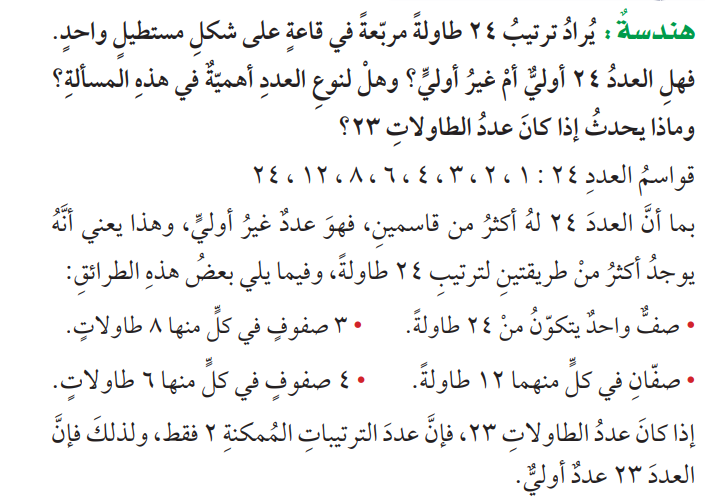 هندسةٌ : يُرادُ ترتيبُ ٢٤ طاولةً مربّعةً في قاعةٍ على شكلِ مستطيلٍ واحدٍ.
فهلِ العددُ ٢٤ أوليٌّ أمْ غيرُ أوليٍّ؟ وهلْ لنوعِ العددِ أهميّةٌ في هذهِ المسألةِ؟
وماذا يحدثُ إذا كانَ عددُ الطاولاتِ ٢٣؟
قواسمُ العددِ ٢٤ : ١ ، ٢ ، ٣ ، ٤ ، ٦ ، ٨ ، ١٢ ، ٢٤
بما أنَّ العددَ ٢٤ لهُ أكثرُ من قاسمينِ، فهوَ عددٌ غيرُ أوليٍّ، وهذا يعني أنَّهُ
يوجدُ أكثرُ منْ طريقتينِ لترتيبِ ٢٤ طاولةً، وفيما يلي بعضُ هذهِ الطرائقِ:
• صفٌّ واحدٌ يتكوّنُ منْ ٢٤ طاولةً. • ٣ صفوفٍ في كلٍّ منها ٨ طاولاتٍ.
• صفّانِ في كلٍّ منهما ١٢ طاولةً. • ٤ صفوفٍ في كلٍّ منها ٦ طاولاتٍ.
إذا كانَ عددُ الطاولاتِ ٢٣، فإنَّ عددَ الترتيباتِ المُمكنةِ ٢ فقط، ولذلكَ فإنَّ
العددَ ٢٣ عددٌ أوليٌّ.